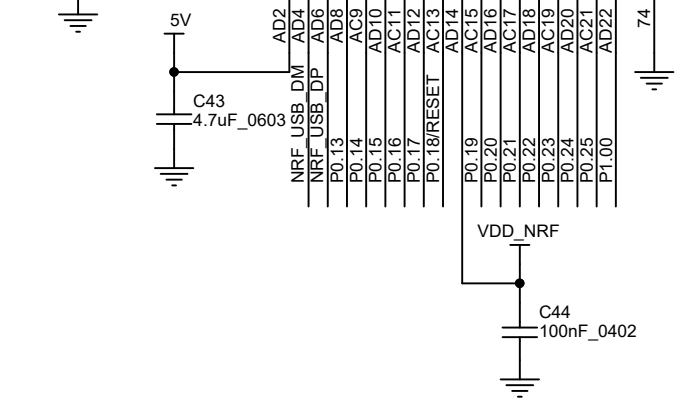 5V
AD2
AD4
AD6
AD8
AC9
AD10
AC11
AD12
AC13
AD14
AC15
AD16
AC17
AD18
AC19
AD20
AC21
AD22
74
C43
4.7uF_0603
NRF_USB_DM
NRF_USB_DP
P0.13
P0.14
P0.15
P0.16
P0.17
P0.18/RESET
P0.19
P0.20
P0.21
P0.22
P0.23
P0.24
P0.25
P1.00
VDD_NRF
C44
100nF_0402